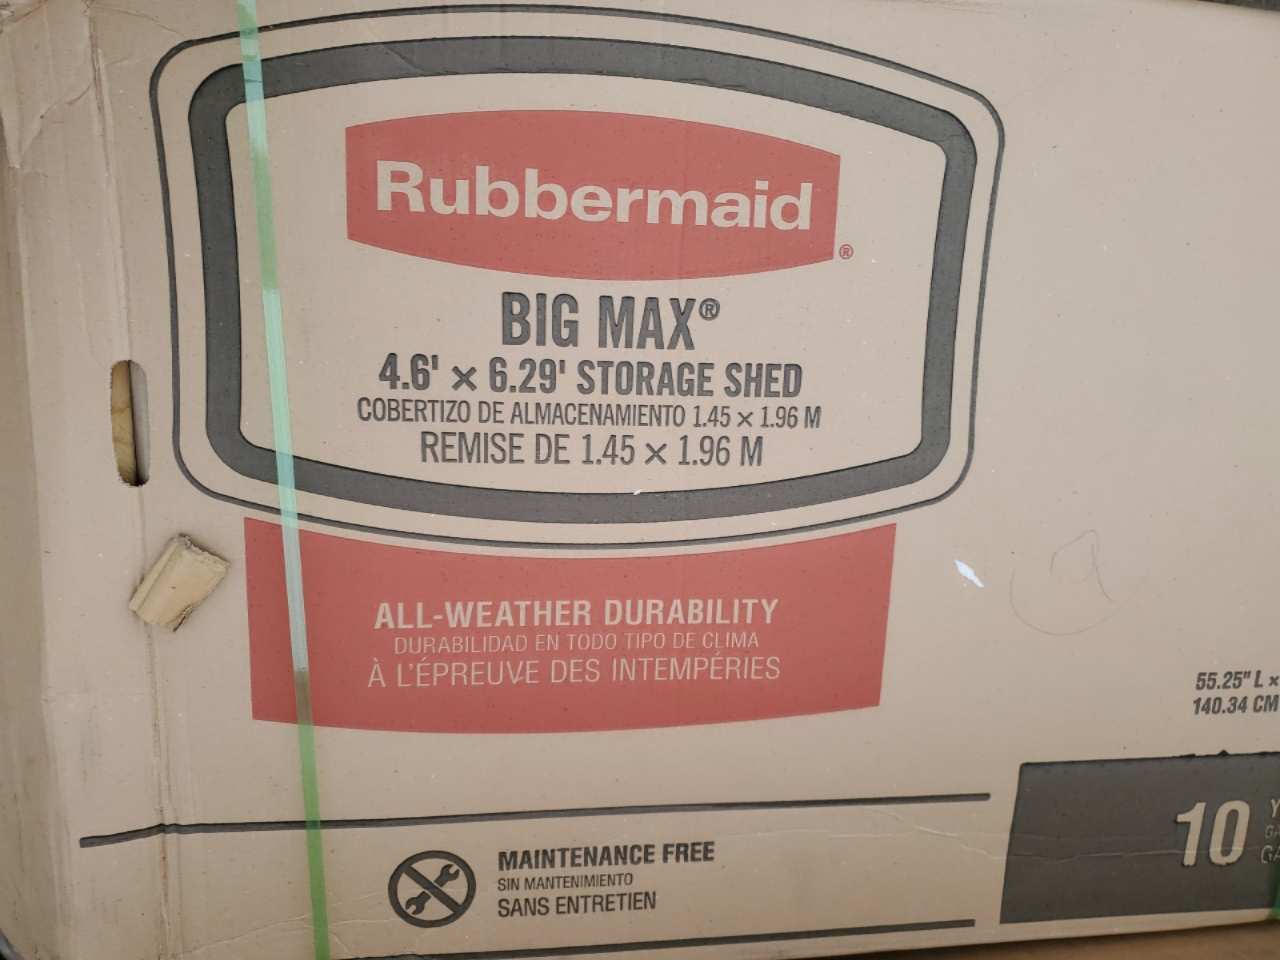 Rubbermaid®
BIG MAX®
4.6' × 6.29' STORAGE SHED
COBERTIZO DE ALMACENAMIENTO 1.45 × 1.96 M
REMISE DE 1.45 × 1.96 M
ALL-WEATHER DURABILITY
DURABILIDAD EN TODO TIPO DE CLIMA
À L'ÉPREUVE DES INTEMPÉRIES
55.25" L ×
140.34 CM
10
MAINTENANCE FREE
SIN MANTENIMIENTO
SANS ENTRETIEN